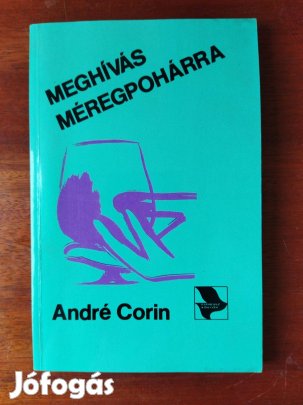 MEGHÍVÁS
MÉREGPOHÁRRA
André Corin
Jófogás